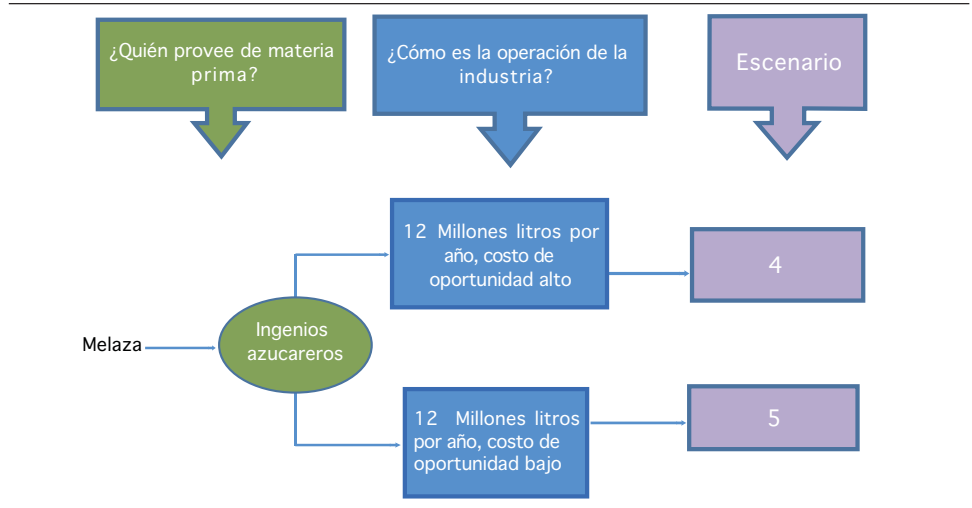 ¿Quién provee de materia
prima?
¿Cómo es la operación de la
industria?
Escenario
12 Millones litros por
año, costo de
oportunidad alto
4
Melaza
Ingenios
azucareros
12 Millones litros
por año, costo de
oportunidad bajo
5